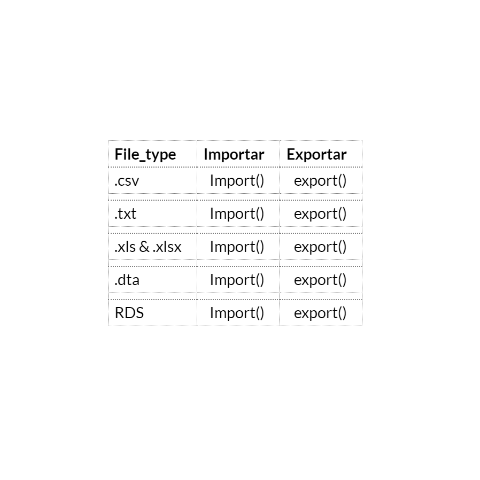 File_type Importar Exportar
.csv Import() export()
.txt Import() export()
.xls & .xlsx Import() export()
.dta Import() export()
RDS Import() export()